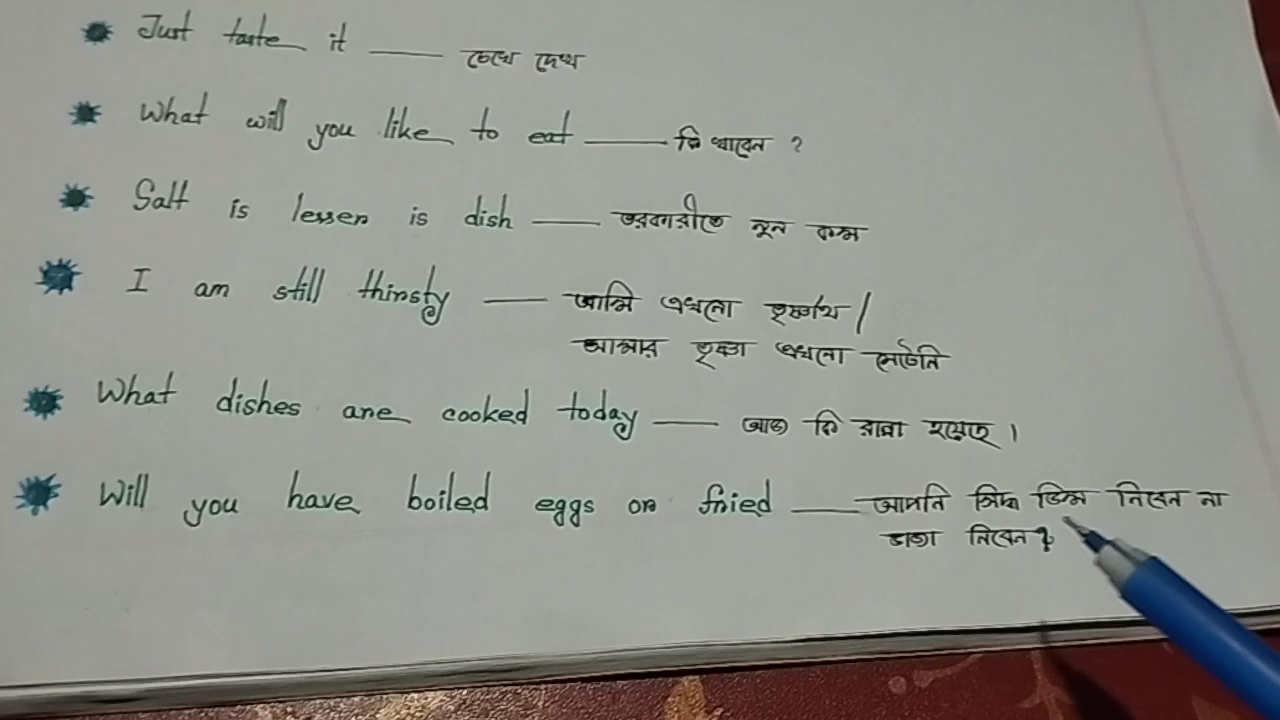 Just taste it —— চেখে দেখ
What will you like to eat —— কি খাবেন ?
Salt is lesser is dish —— তরকারীতে নুন কম
I am still thirsty —— আমি এখনো তৃষ্ণার্থ /
আমার তৃষ্ণা এখনো মেটেনি
What dishes are cooked today —— আজ কি রান্না হয়েছে ।
Will you have boiled eggs or fried —— আপনি সিদ্ধ ডিম নিবেন না
ভাজা নিবেন?